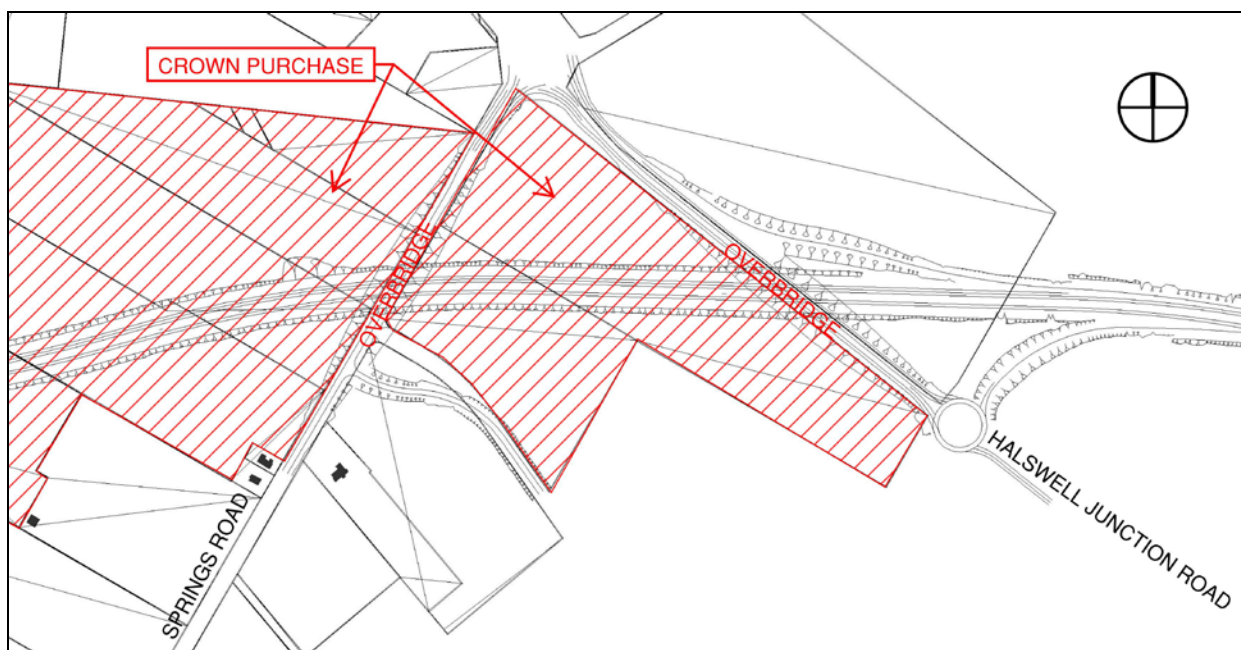 CROWN PURCHASE
OVERBRIDGE
OVERBRIDGE
SPRINGS ROAD
HALSWELL JUNCTION ROAD